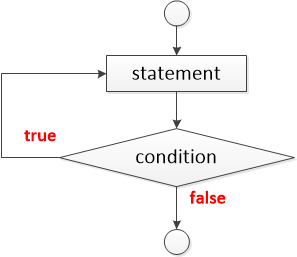 statement
true
condition
false